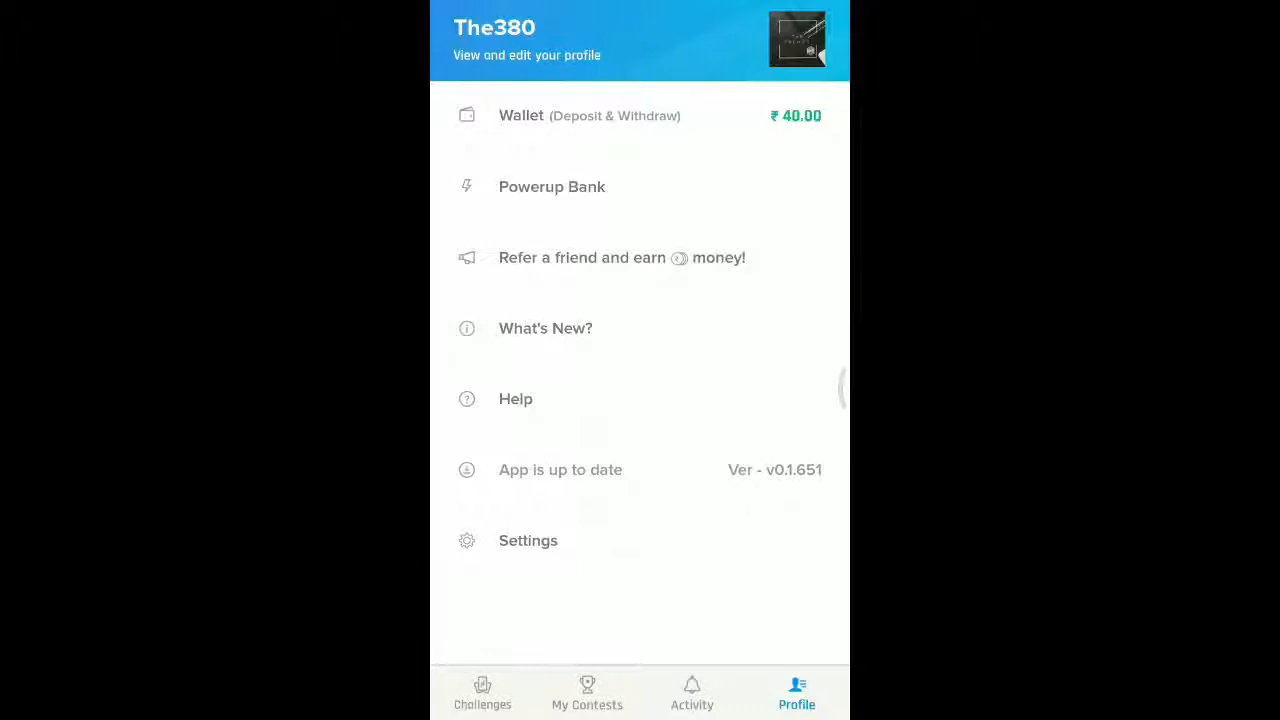 The380
View and edit your profile
Wallet (Deposit & Withdraw) ₹ 40.00
Powerup Bank
Refer a friend and earn money!
What's New?
Help
App is up to date Ver - v0.1.651
Settings
Challenges My Contests Activity Profile